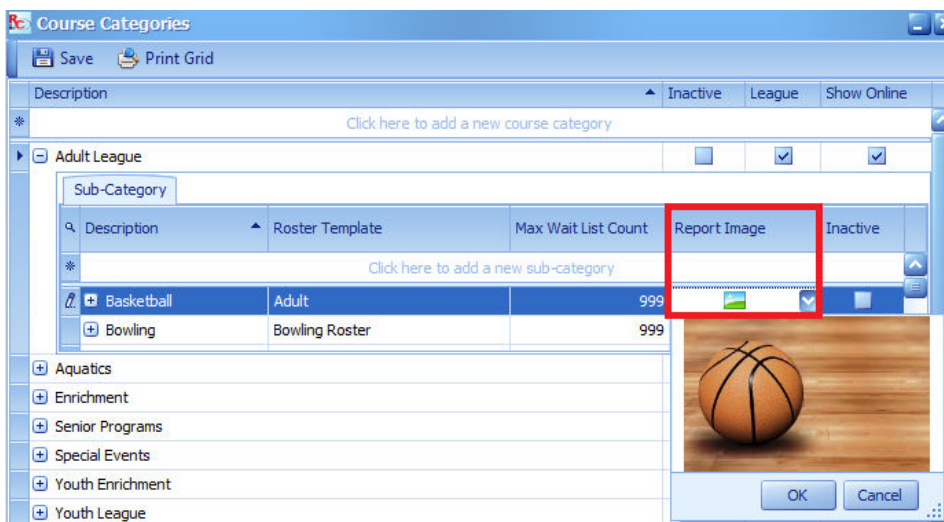 Rc Course Categories
Save Print Grid
Description Inactive League Show Online
Click here to add a new course category
Adult League
Sub-Category
Description Roster Template Max Wait List Count Report Image Inactive
Click here to add a new sub-category
Basketball Adult 999
Bowling Bowling Roster 999
Aquatics
Enrichment
Senior Programs
Special Events
Youth Enrichment
Youth League
OK Cancel